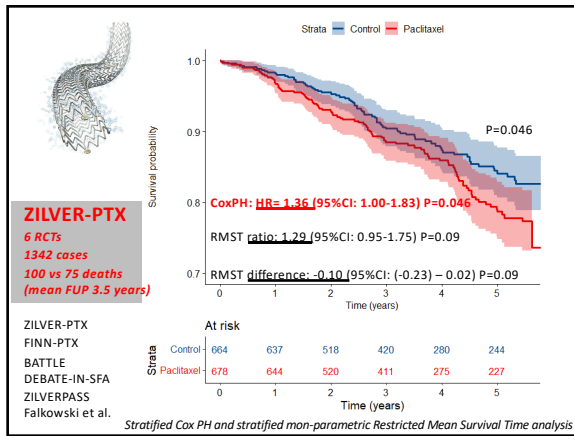 Strata Control Paclitaxel
Survival probability
1.0
0.9
0.8
0.7
P=0.046
CoxPH: HR= 1.36 (95%CI: 1.00-1.83) P=0.046
RMST ratio: 1.29 (95%CI: 0.95-1.75) P=0.09
RMST difference: -0.10 (95%CI: (-0.23) – 0.02) P=0.09
0 1 2 3 4 5
Time (years)
ZILVER-PTX
6 RCTs
1342 cases
100 vs 75 deaths
(mean FUP 3.5 years)
ZILVER-PTX
FINN-PTX
BATTLE
DEBATE-IN-SFA
ZILVERPASS
Falkowski et al.
At risk
Strata
Control 664 637 518 420 280 244
Paclitaxel 678 644 520 411 275 227
0 1 2 3 4 5
Time (years)
Stratified Cox PH and stratified mon-parametric Restricted Mean Survival Time analysis